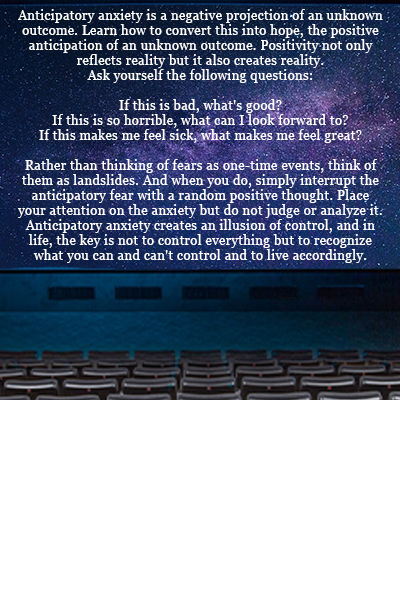 Anticipatory anxiety is a negative projection of an unknown
outcome. Learn how to convert this into hope, the positive
anticipation of an unknown outcome. Positivity not only
reflects reality but it also creates reality.
Ask yourself the following questions:
If this is bad, what's good?
If this is so horrible, what can I look forward to?
If this makes me feel sick, what makes me feel great?
Rather than thinking of fears as one-time events, think of
them as landslides. And when you do, simply interrupt the
anticipatory fear with a random positive thought. Place
your attention on the anxiety but do not judge or analyze it.
Anticipatory anxiety creates an illusion of control, and in
life, the key is not to control everything but to recognize
what you can and can't control and to live accordingly.